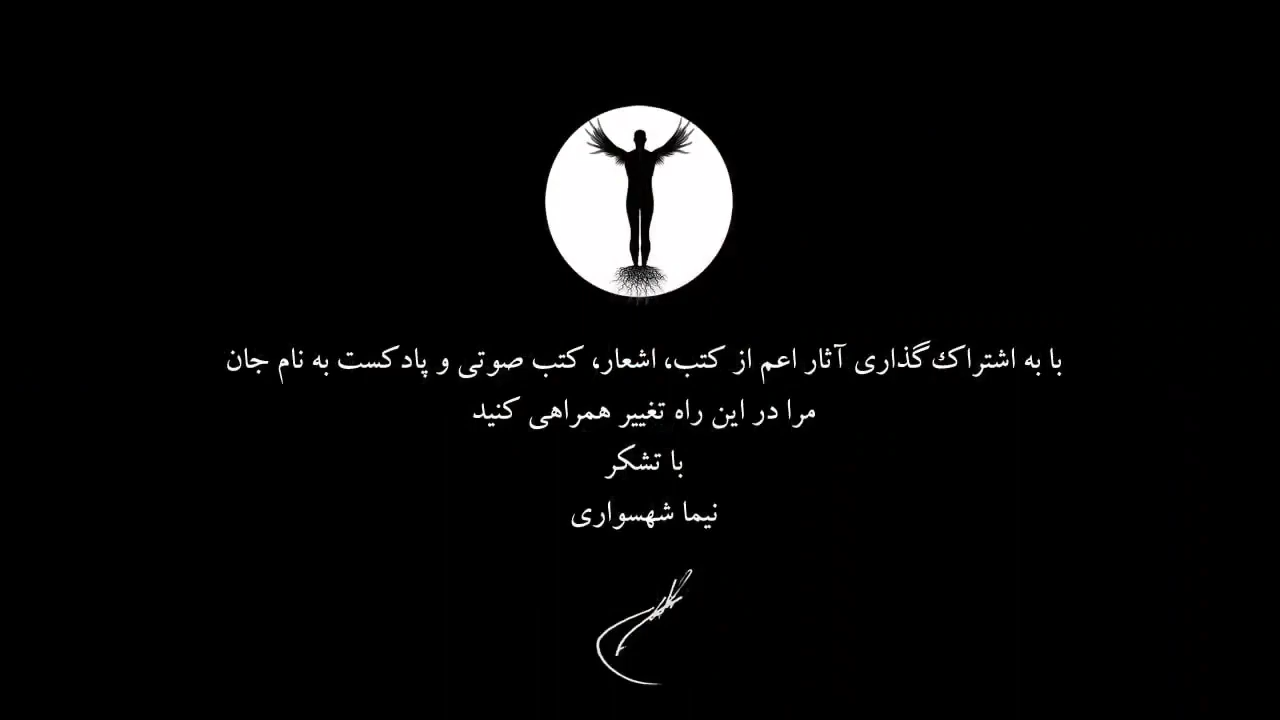 با به اشتراک‌گذاری آثار اعم از کتب، اشعار، کتب صوتی و پادکست به نام جان
مرا در این راه تغییر همراهی کنید
با تشکر
نیما شهسواری